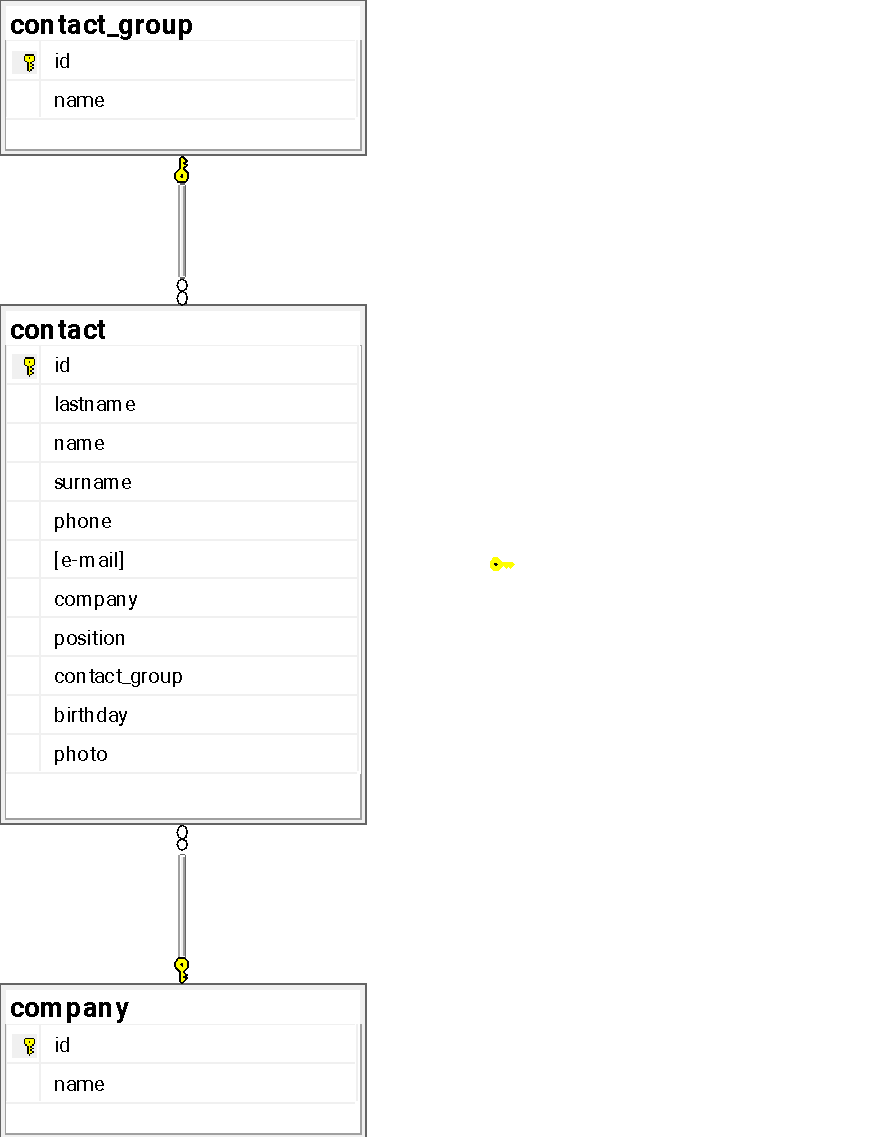 contact_group
id
name
contact
id
lastname
name
surname
phone
[e-mail]
company
position
contact_group
birthday
photo
company
id
name